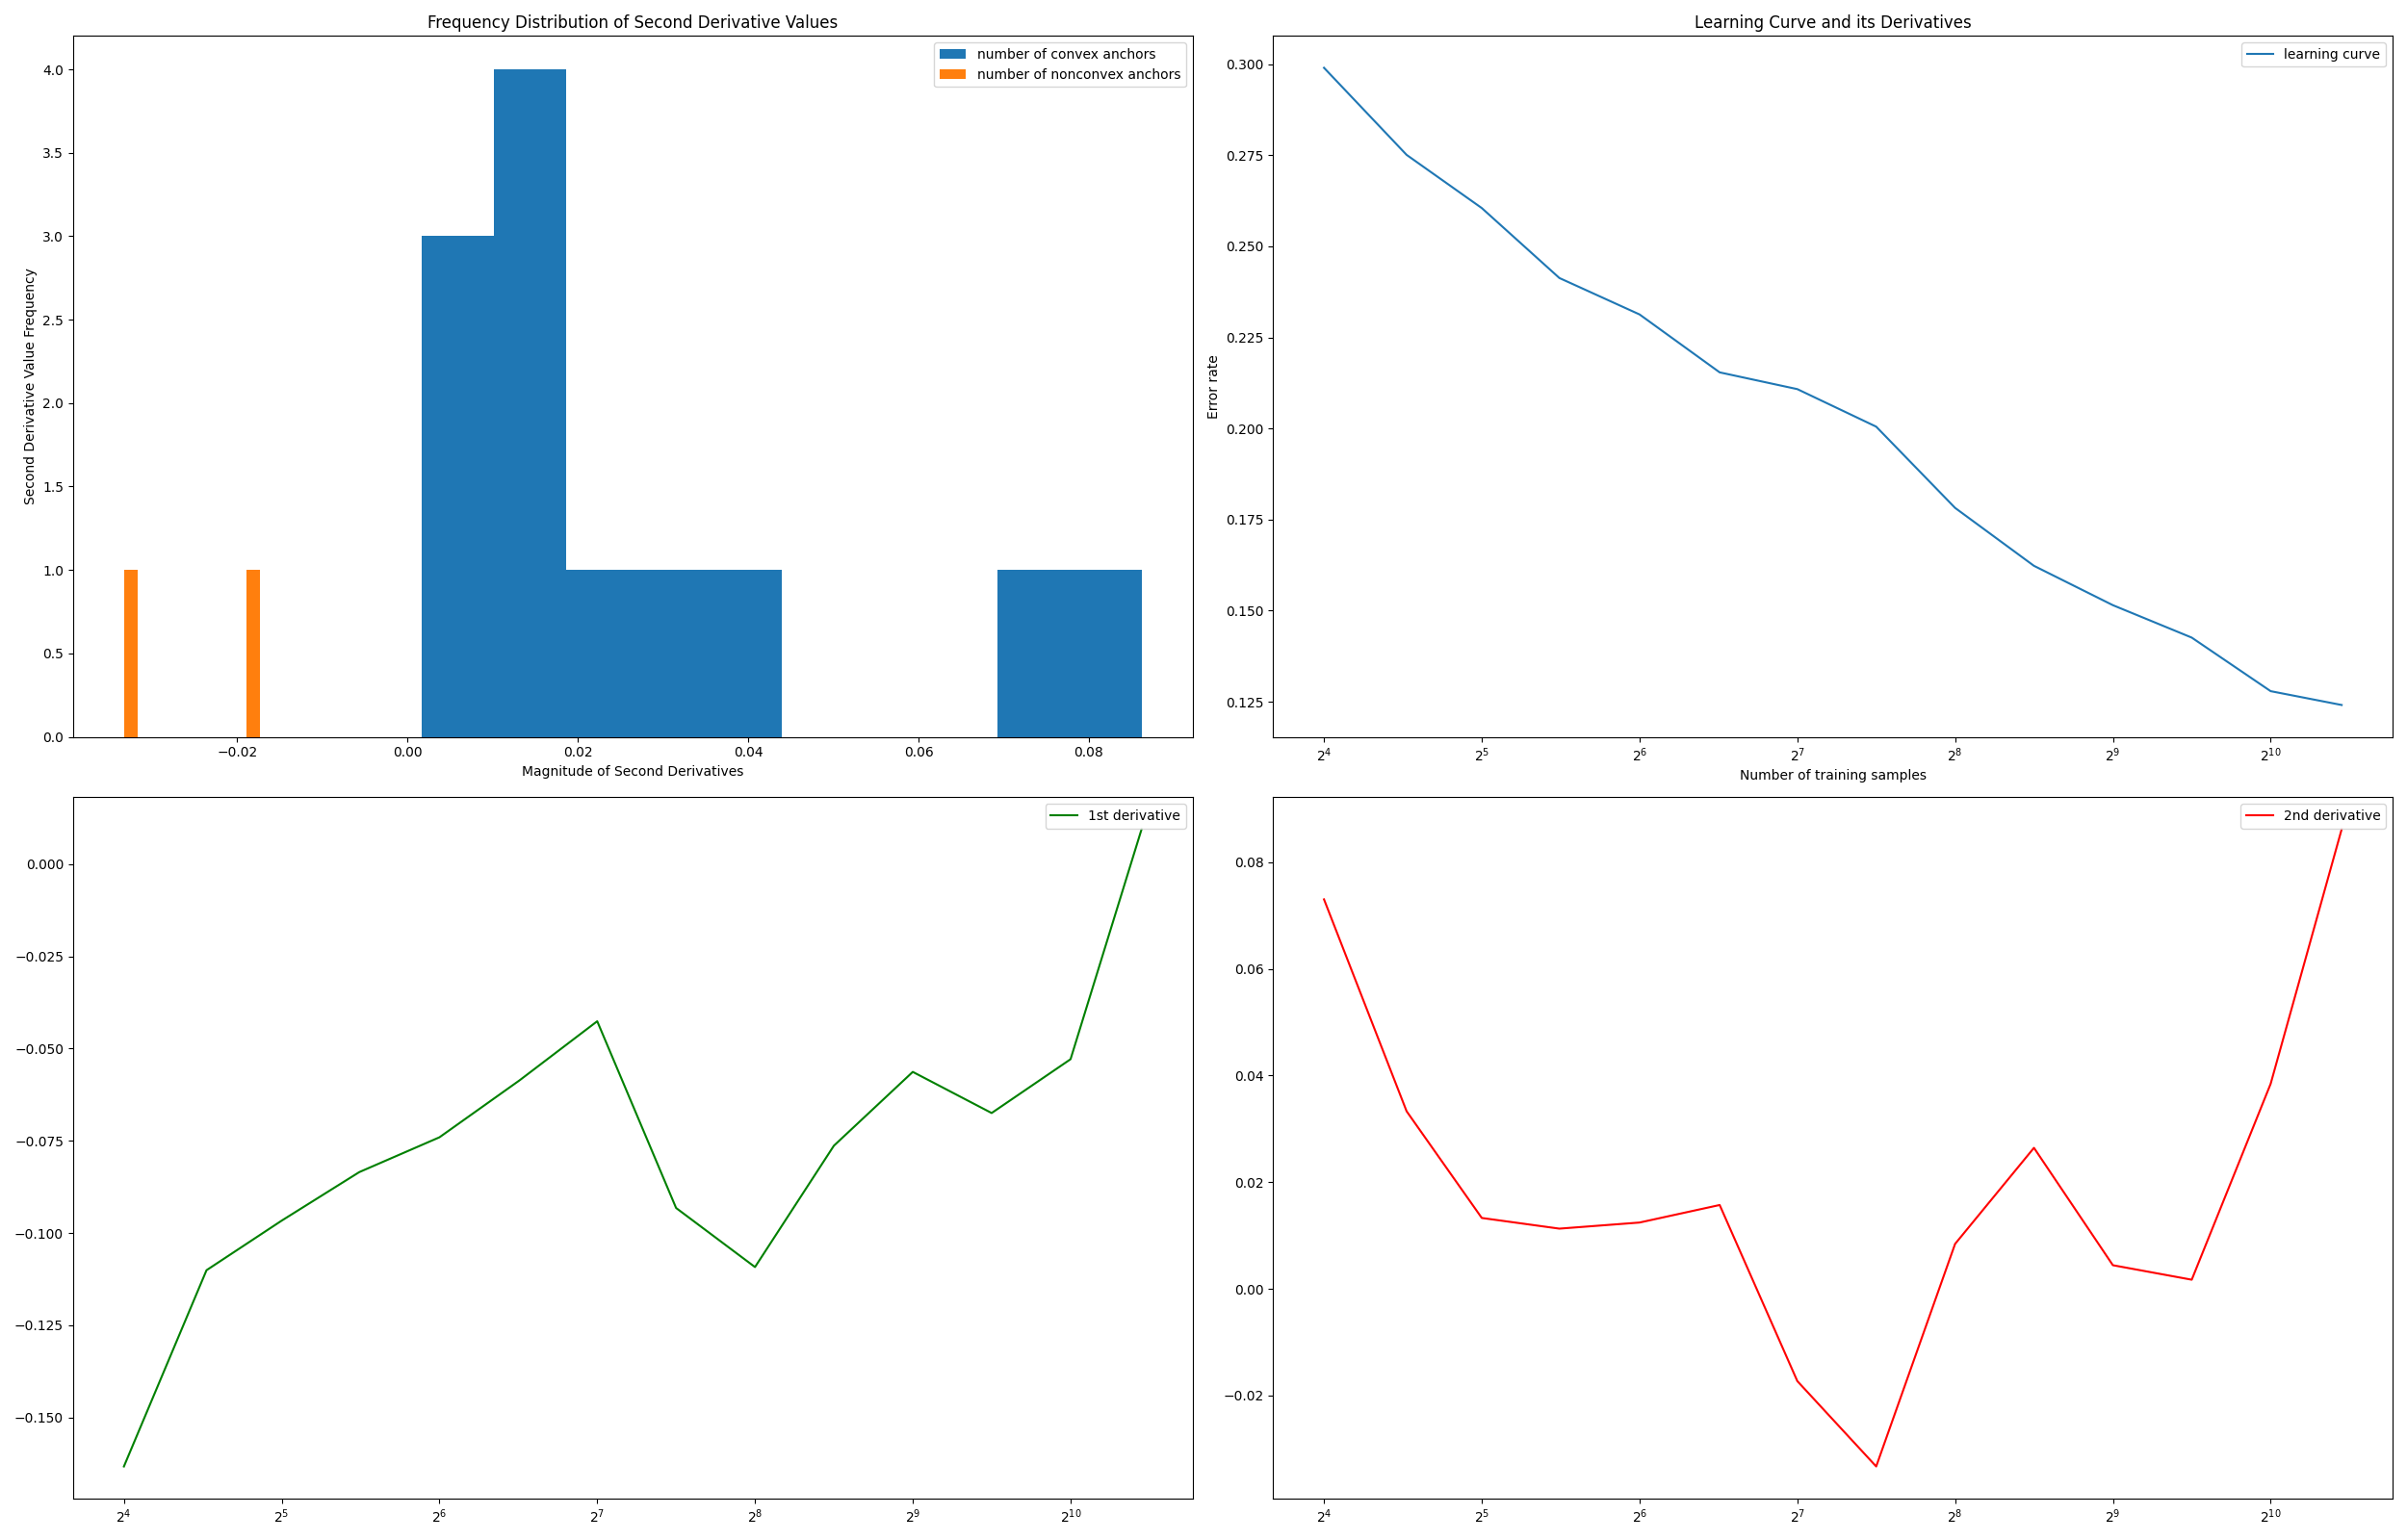 Frequency Distribution of Second Derivative Values
number of convex anchors
number of nonconvex anchors
4.0
3.5
3.0
2.5
2.0
1.5
1.0
0.5
0.0
Second Derivative Value Frequency
−0.02 0.00 0.02 0.04 0.06 0.08
Magnitude of Second Derivatives
Learning Curve and its Derivatives
learning curve
0.300
0.275
0.250
0.225
0.200
0.175
0.150
0.125
Error rate
2⁴ 2⁵ 2⁶ 2⁷ 2⁸ 2⁹ 2¹⁰
Number of training samples
1st derivative
0.000
−0.025
−0.050
−0.075
−0.100
−0.125
−0.150
2⁴ 2⁵ 2⁶ 2⁷ 2⁸ 2⁹ 2¹⁰
2nd derivative
0.08
0.06
0.04
0.02
0.00
−0.02
2⁴ 2⁵ 2⁶ 2⁷ 2⁸ 2⁹ 2¹⁰